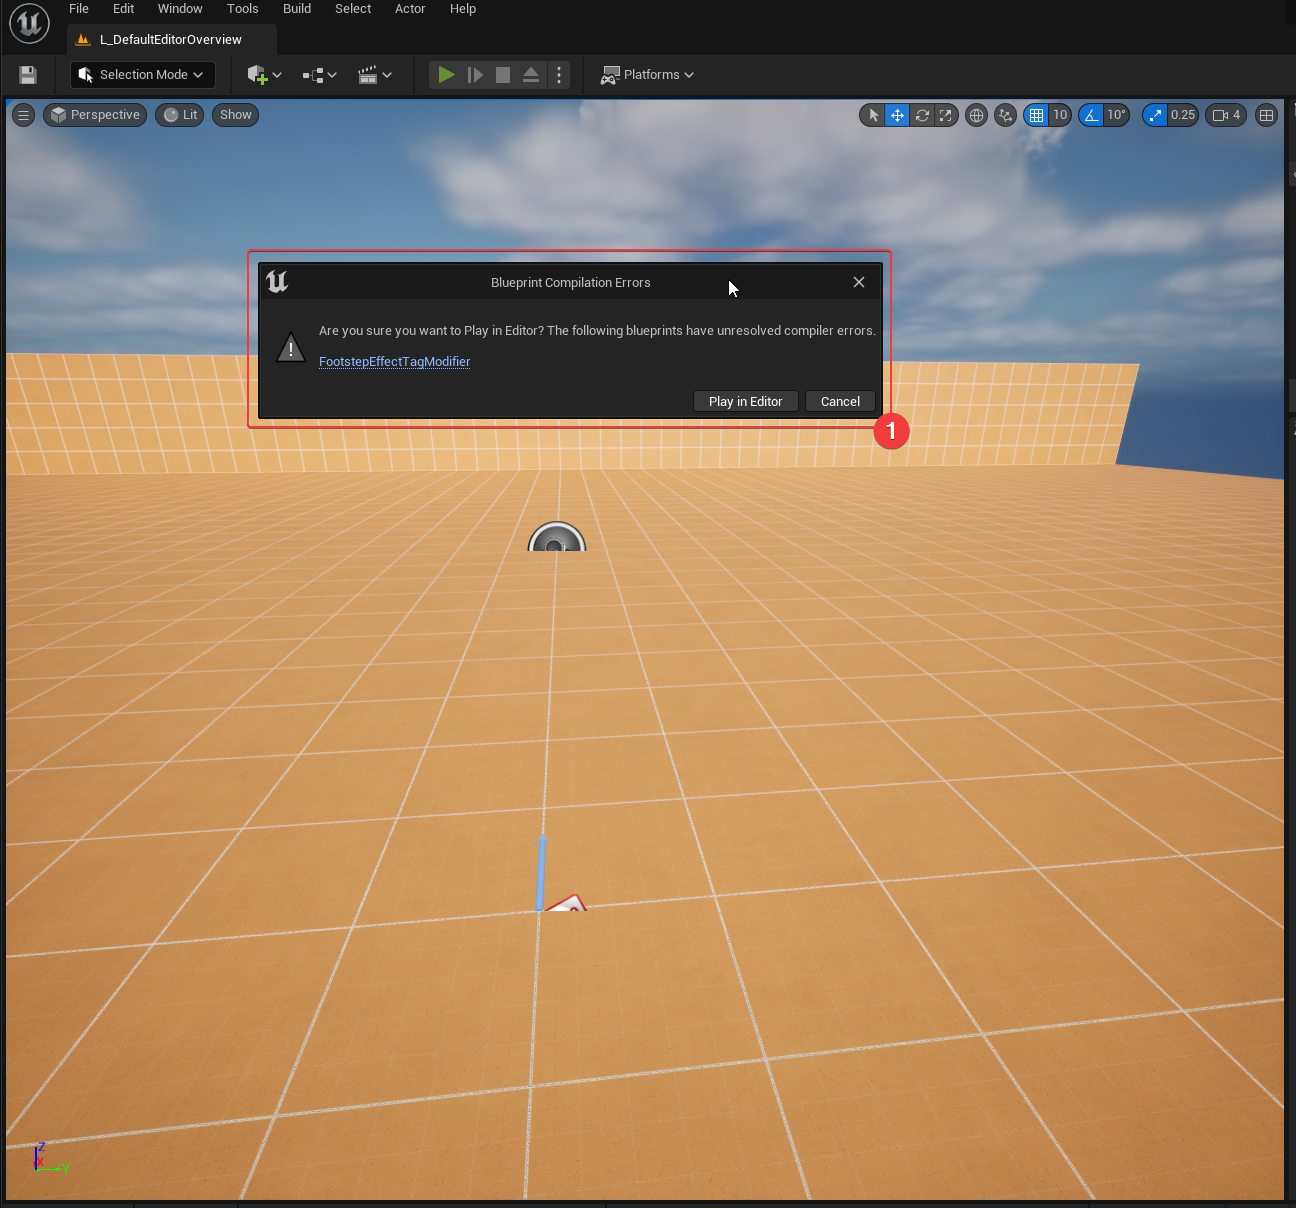 File Edit Window Tools Build Select Actor Help
L_DefaultEditorOverview
Selection Mode Platforms
Perspective Lit Show 10 10° 0.25 4
Blueprint Compilation Errors
Are you sure you want to Play in Editor? The following blueprints have unresolved compiler errors.
FootstepEffectTagModifier
Play in Editor Cancel
1
Z
X
Y